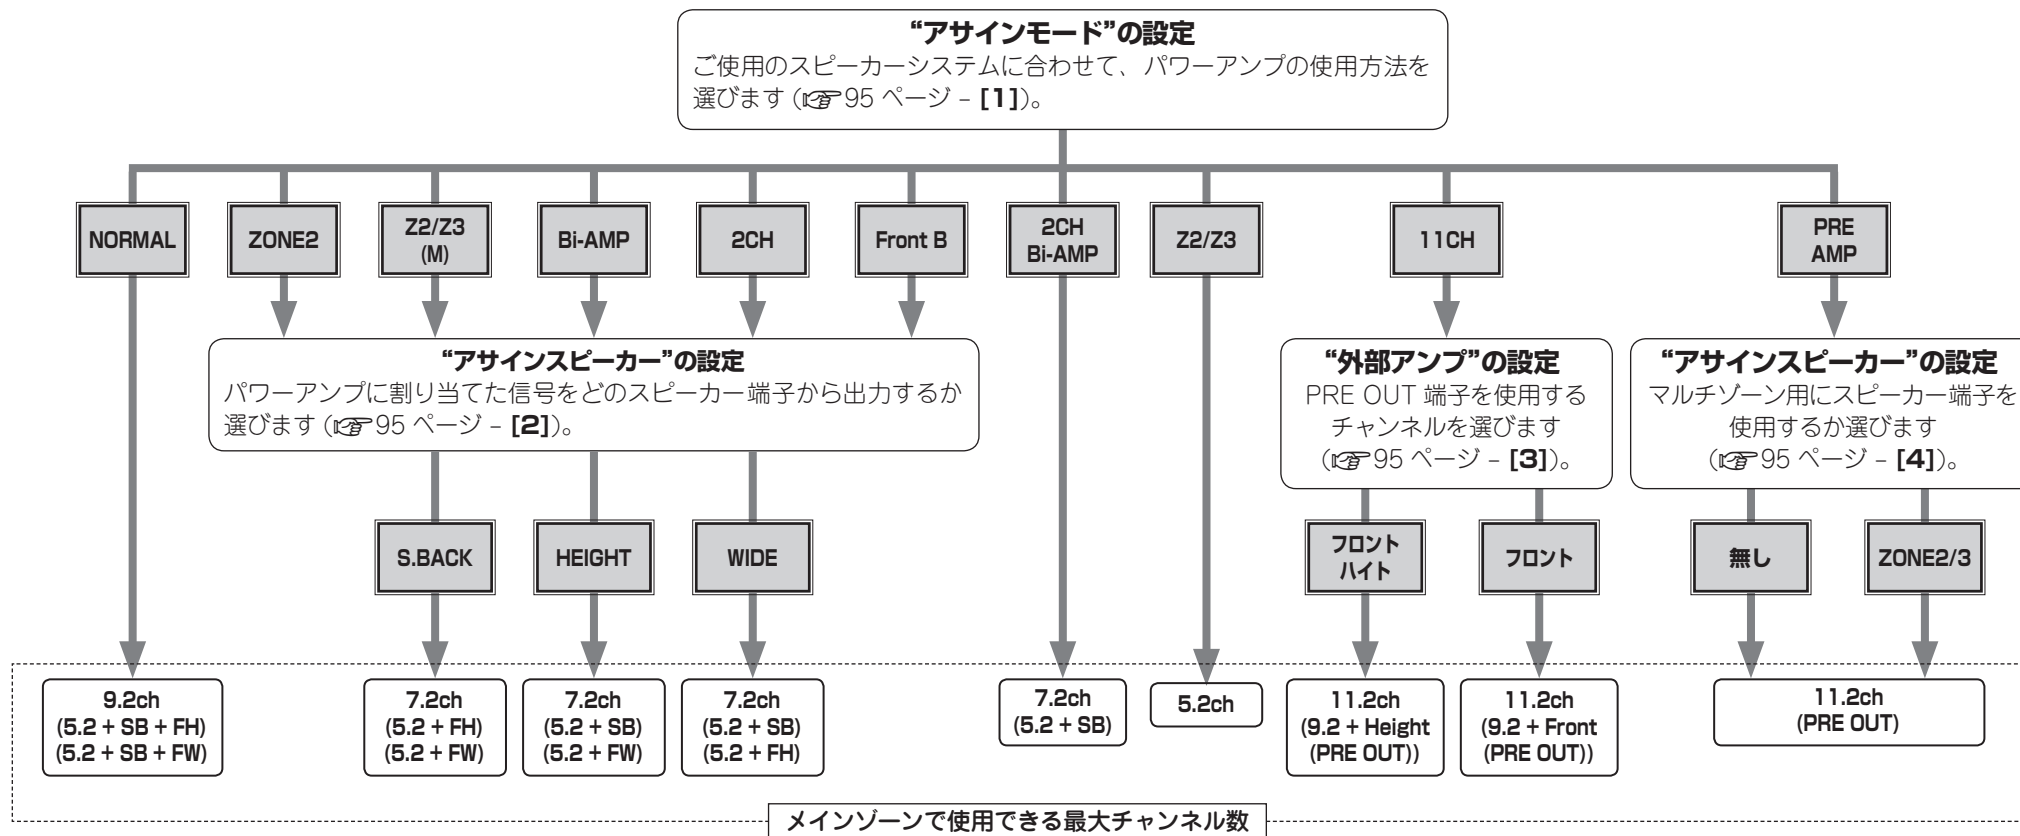 “アサインモード”の設定
ご使用のスピーカーシステムに合わせて、パワーアンプの使用方法を
選びます (☞95 ページ – [1])。
NORMAL
ZONE2
Z2/Z3
(M)
Bi-AMP
2CH
Front B
2CH
Bi-AMP
Z2/Z3
11CH
PRE
AMP
“アサインスピーカー”の設定
パワーアンプに割り当てた信号をどのスピーカー端子から出力するか
選びます (☞95 ページ – [2])。
“外部アンプ”の設定
PRE OUT 端子を使用する
チャンネルを選びます
(☞95 ページ – [3])。
“アサインスピーカー”の設定
マルチゾーン用にスピーカー端子を
使用するか選びます
(☞95 ページ – [4])。
S.BACK
HEIGHT
WIDE
フロント
ハイト
フロント
無し
ZONE2/3
9.2ch
(5.2 + SB + FH)
(5.2 + SB + FW)
7.2ch
(5.2 + FH)
(5.2 + FW)
7.2ch
(5.2 + SB)
(5.2 + FW)
7.2ch
(5.2 + SB)
(5.2 + FH)
7.2ch
(5.2 + SB)
5.2ch
11.2ch
(9.2 + Height
(PRE OUT))
11.2ch
(9.2 + Front
(PRE OUT))
11.2ch
(PRE OUT)
メインゾーンで使用できる最大チャンネル数